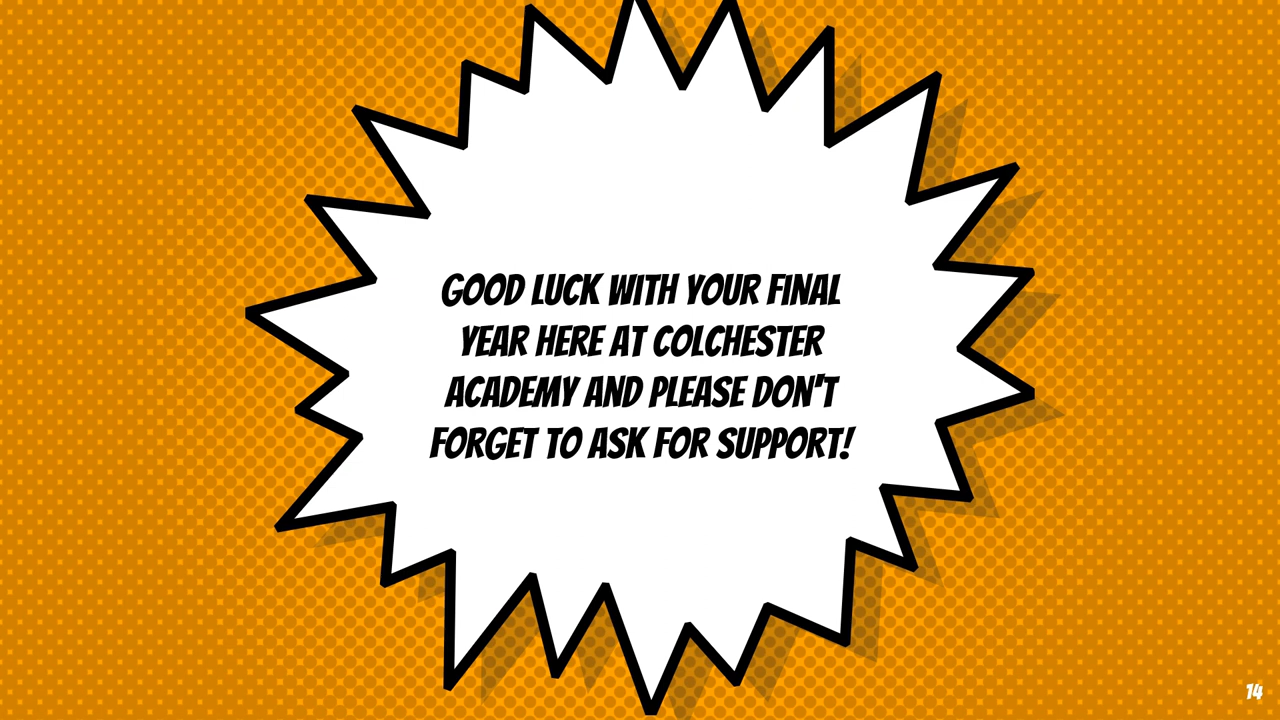 GOOD LUCK WITH YOUR FINAL
YEAR HERE AT COLCHESTER
ACADEMY AND PLEASE DON'T
FORGET TO ASK FOR SUPPORT!
14